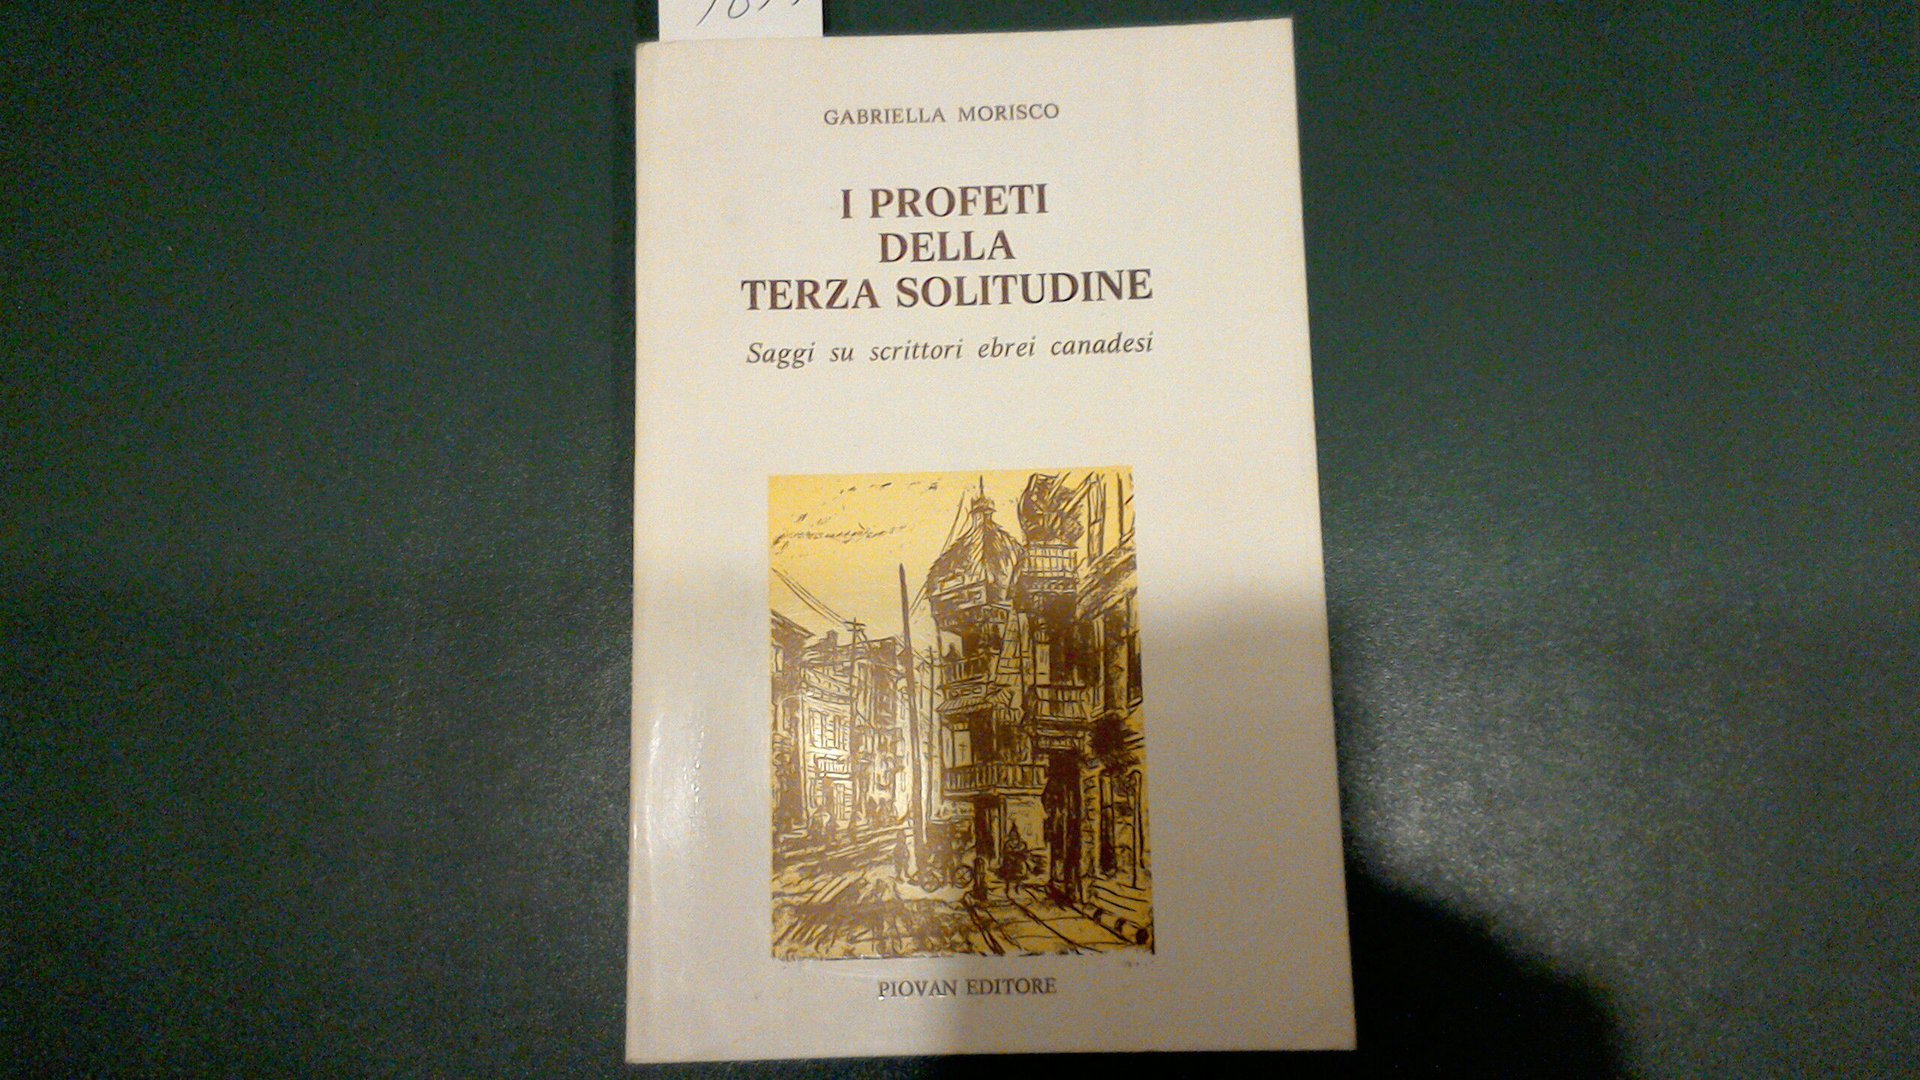 GABRIELLA MORISCO
I PROFETI
DELLA
TERZA SOLITUDINE
Saggi su scrittori ebrei canadesi
PIOVAN EDITORE